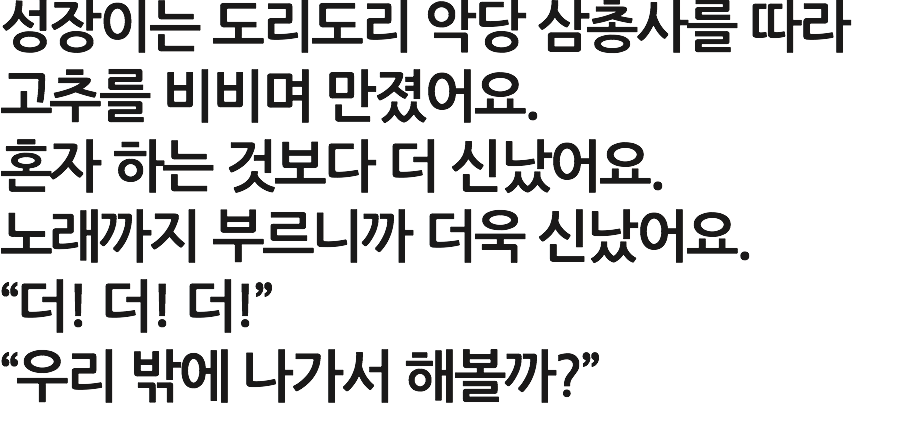 성장이는 도리도리 악당 삼총사를 따라
고추를 비비며 만졌어요.
혼자 하는 것보다 더 신났어요.
노래까지 부르니까 더욱 신났어요.
“더! 더! 더!”
“우리 밖에 나가서 해볼까?”